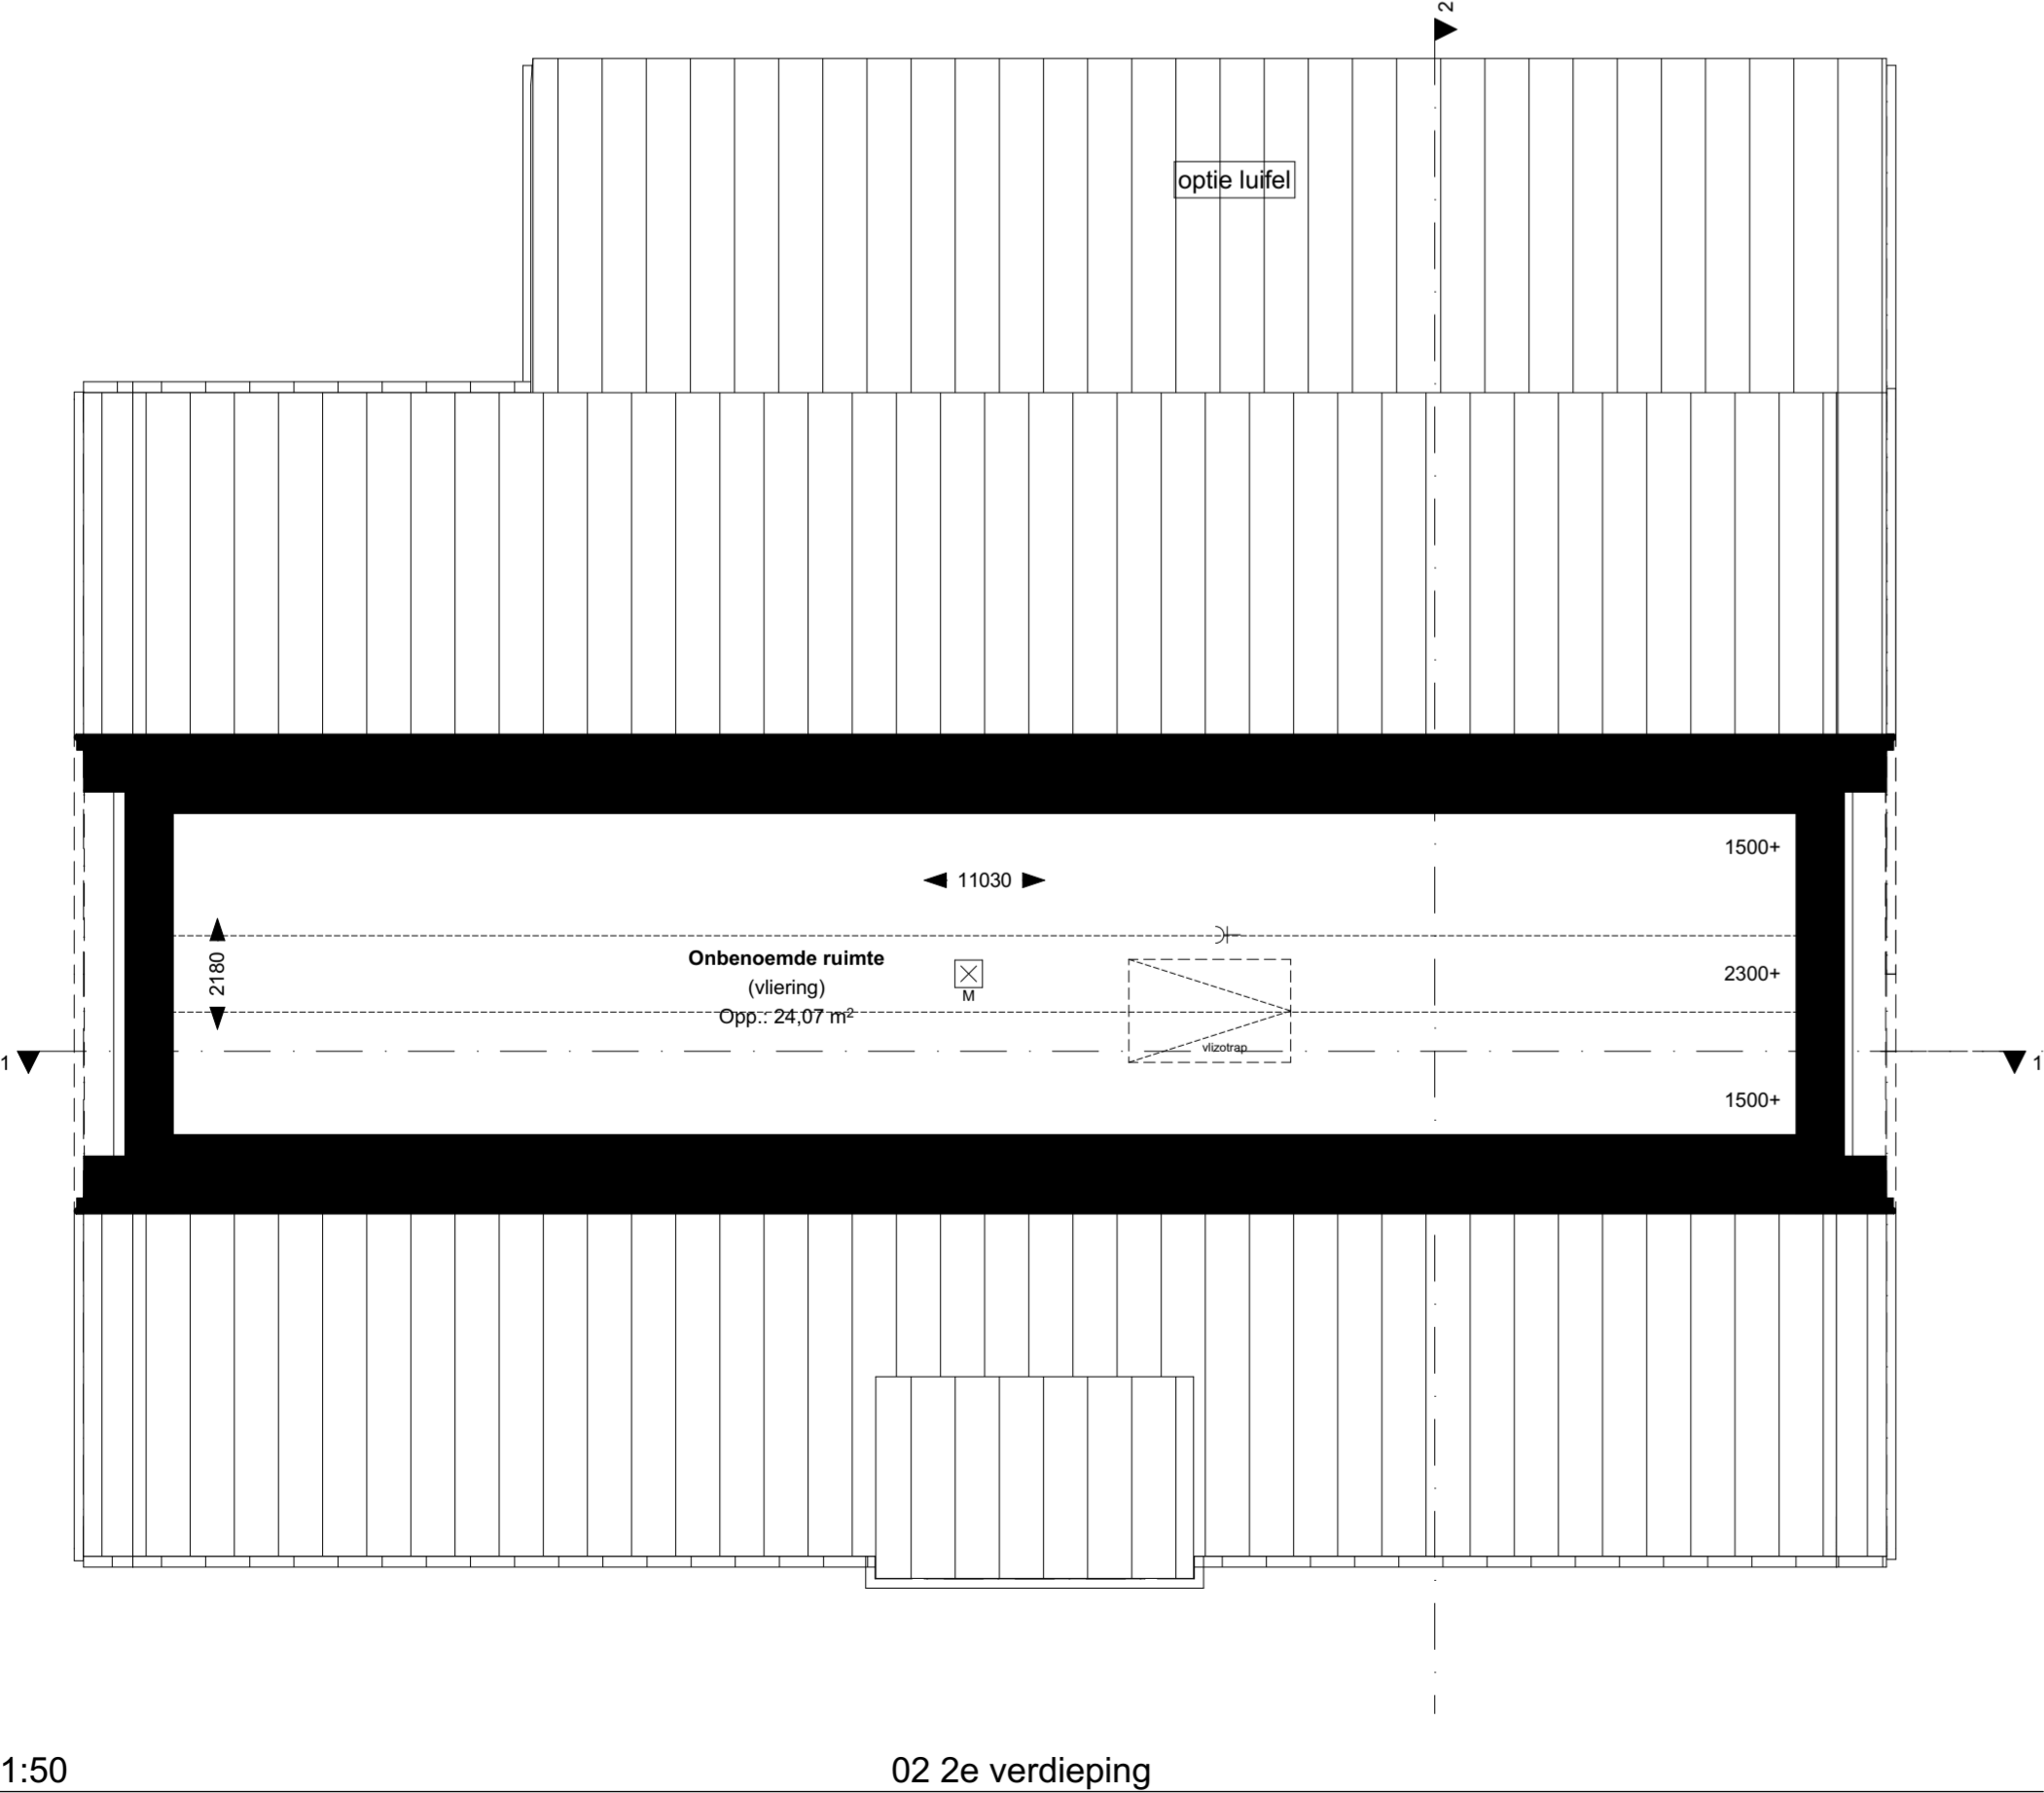 2
optie luifel
1500+
11030
2180
Onbenoemde ruimte
(vliering)
Opp.: 24,07 m²
M
2300+
vlizotrap
1
1
1500+
1:50
02 2e verdieping